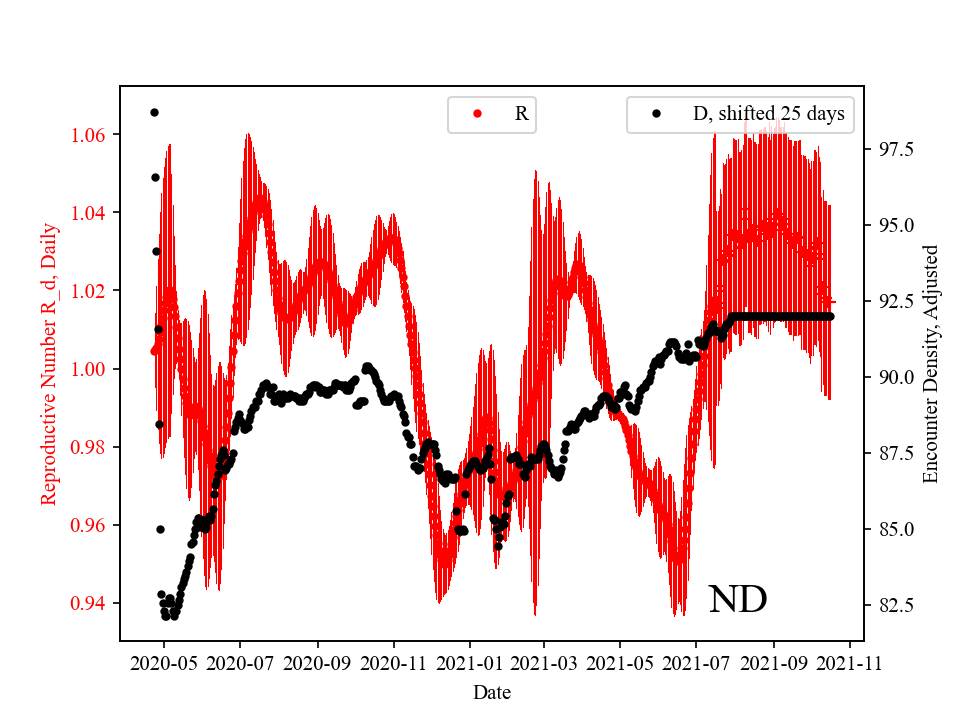 R
D, shifted 25 days
1.06
1.04
1.02
1.00
0.98
0.96
0.94
Reproductive Number R_d, Daily
97.5
95.0
92.5
90.0
87.5
85.0
82.5
Encounter Density, Adjusted
ND
2020-05 2020-07 2020-09 2020-11 2021-01 2021-03 2021-05 2021-07 2021-09 2021-11
Date